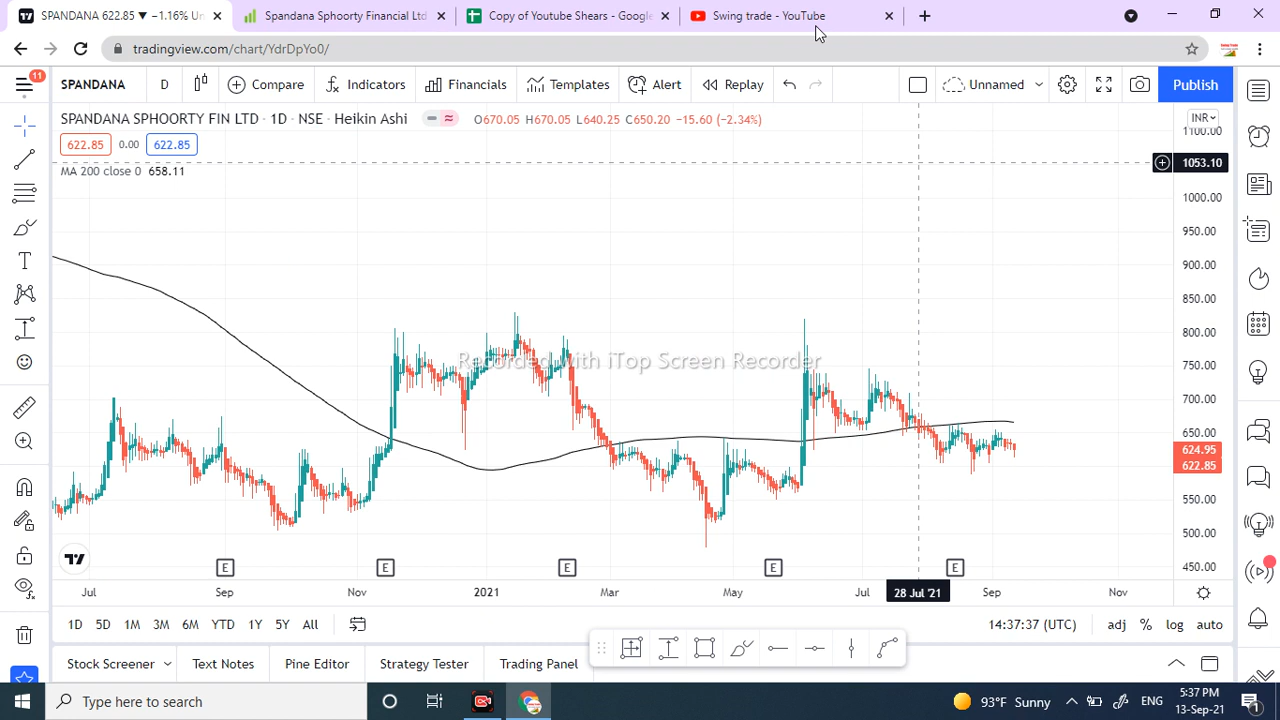 SPANDANA 622.85 ▼ −1.16% Un
Spandana Sphoorty Financial Ltd
Copy of Youtube Shears - Google
Swing trade - YouTube
tradingview.com/chart/YdrDpYo0/
11
SPANDANA D Compare Indicators Financials Templates Alert Replay Unnamed Publish
SPANDANA SPHOORTY FIN LTD · 1D · NSE · Heikin Ashi O670.05 H670.05 L640.25 C650.20 −15.60 (−2.34%)
INR
622.85 0.00 622.85
MA 200 close 0 658.11
1100.00
1053.10
1000.00
950.00
900.00
850.00
800.00
750.00
700.00
650.00
624.95
622.85
550.00
500.00
450.00
Recorded with iTop Screen Recorder
E E E E E
Jul Sep Nov 2021 Mar May Jul 28 Jul '21 Sep Nov
1D 5D 1M 3M 6M YTD 1Y 5Y All 14:37:37 (UTC) adj % log auto
Stock Screener Text Notes Pine Editor Strategy Tester Trading Panel
Type here to search
93°F Sunny
ENG
5:37 PM
13-Sep-21
1